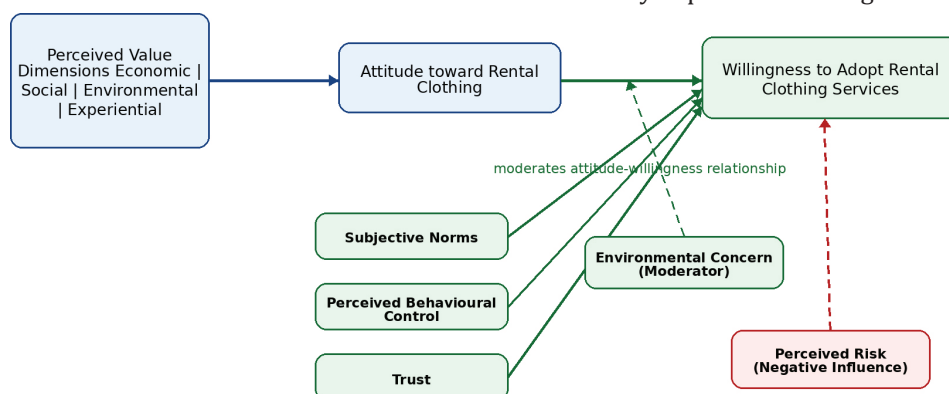 Perceived Value
Dimensions Economic |
Social | Environmental
| Experiential
Attitude toward Rental
Clothing
Willingness to Adopt Rental
Clothing Services
moderates attitude-willingness relationship
Subjective Norms
Environmental Concern
(Moderator)
Perceived Behavioural
Control
Perceived Risk
(Negative Influence)
Trust